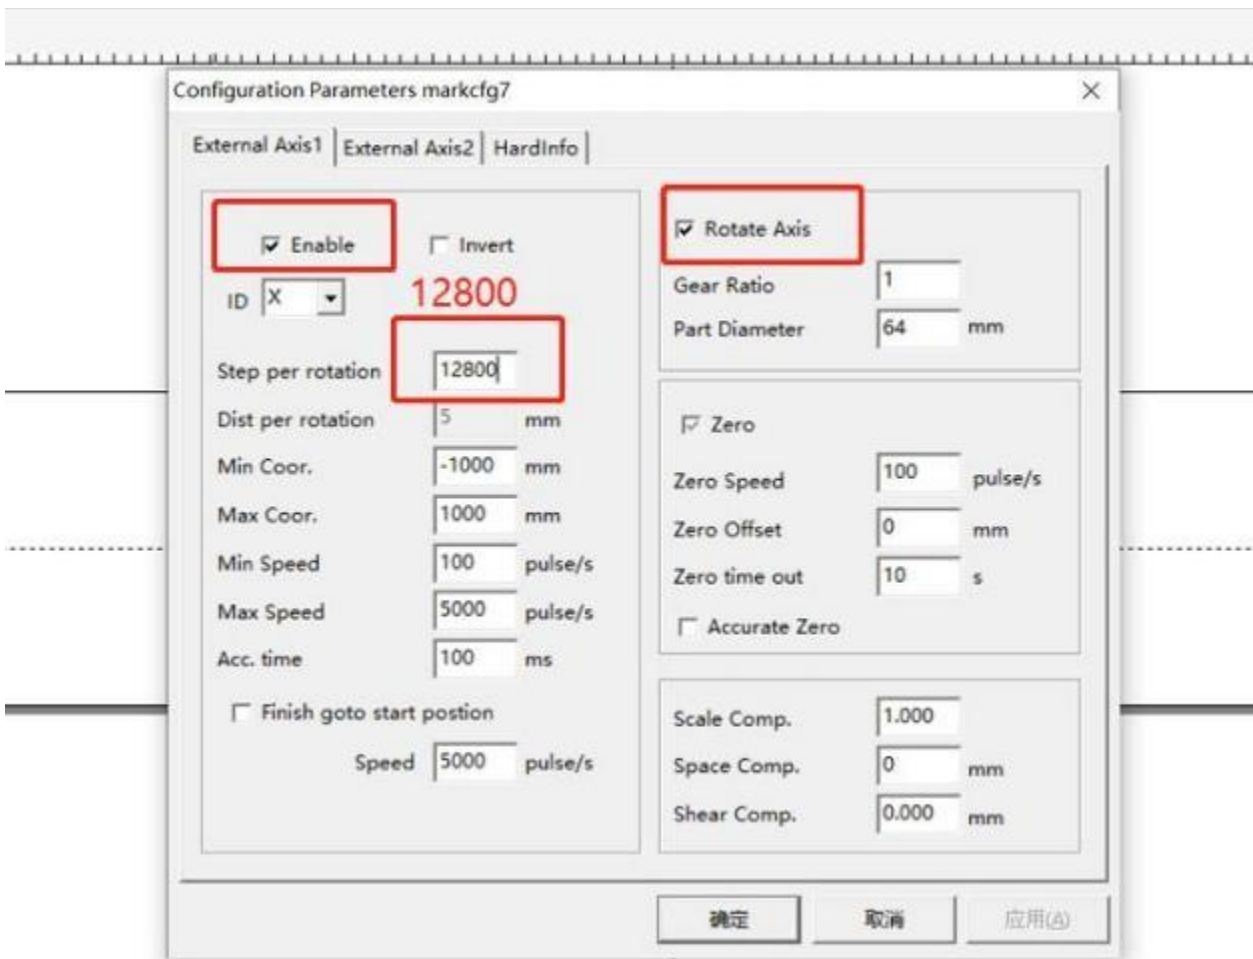 Configuration Parameters markcfg7
External Axis1 External Axis2 HardInfo
Enable Invert
ID X
12800
Step per rotation 12800
Dist per rotation 5 mm
Min Coor. -1000 mm
Max Coor. 1000 mm
Min Speed 100 pulse/s
Max Speed 5000 pulse/s
Acc. time 100 ms
Finish goto start postion
Speed 5000 pulse/s
Rotate Axis
Gear Ratio 1
Part Diameter 64 mm
Zero
Zero Speed 100 pulse/s
Zero Offset 0 mm
Zero time out 10 s
Accurate Zero
Scale Comp. 1.000
Space Comp. 0 mm
Shear Comp. 0.000 mm
确定 取消 应用(A)